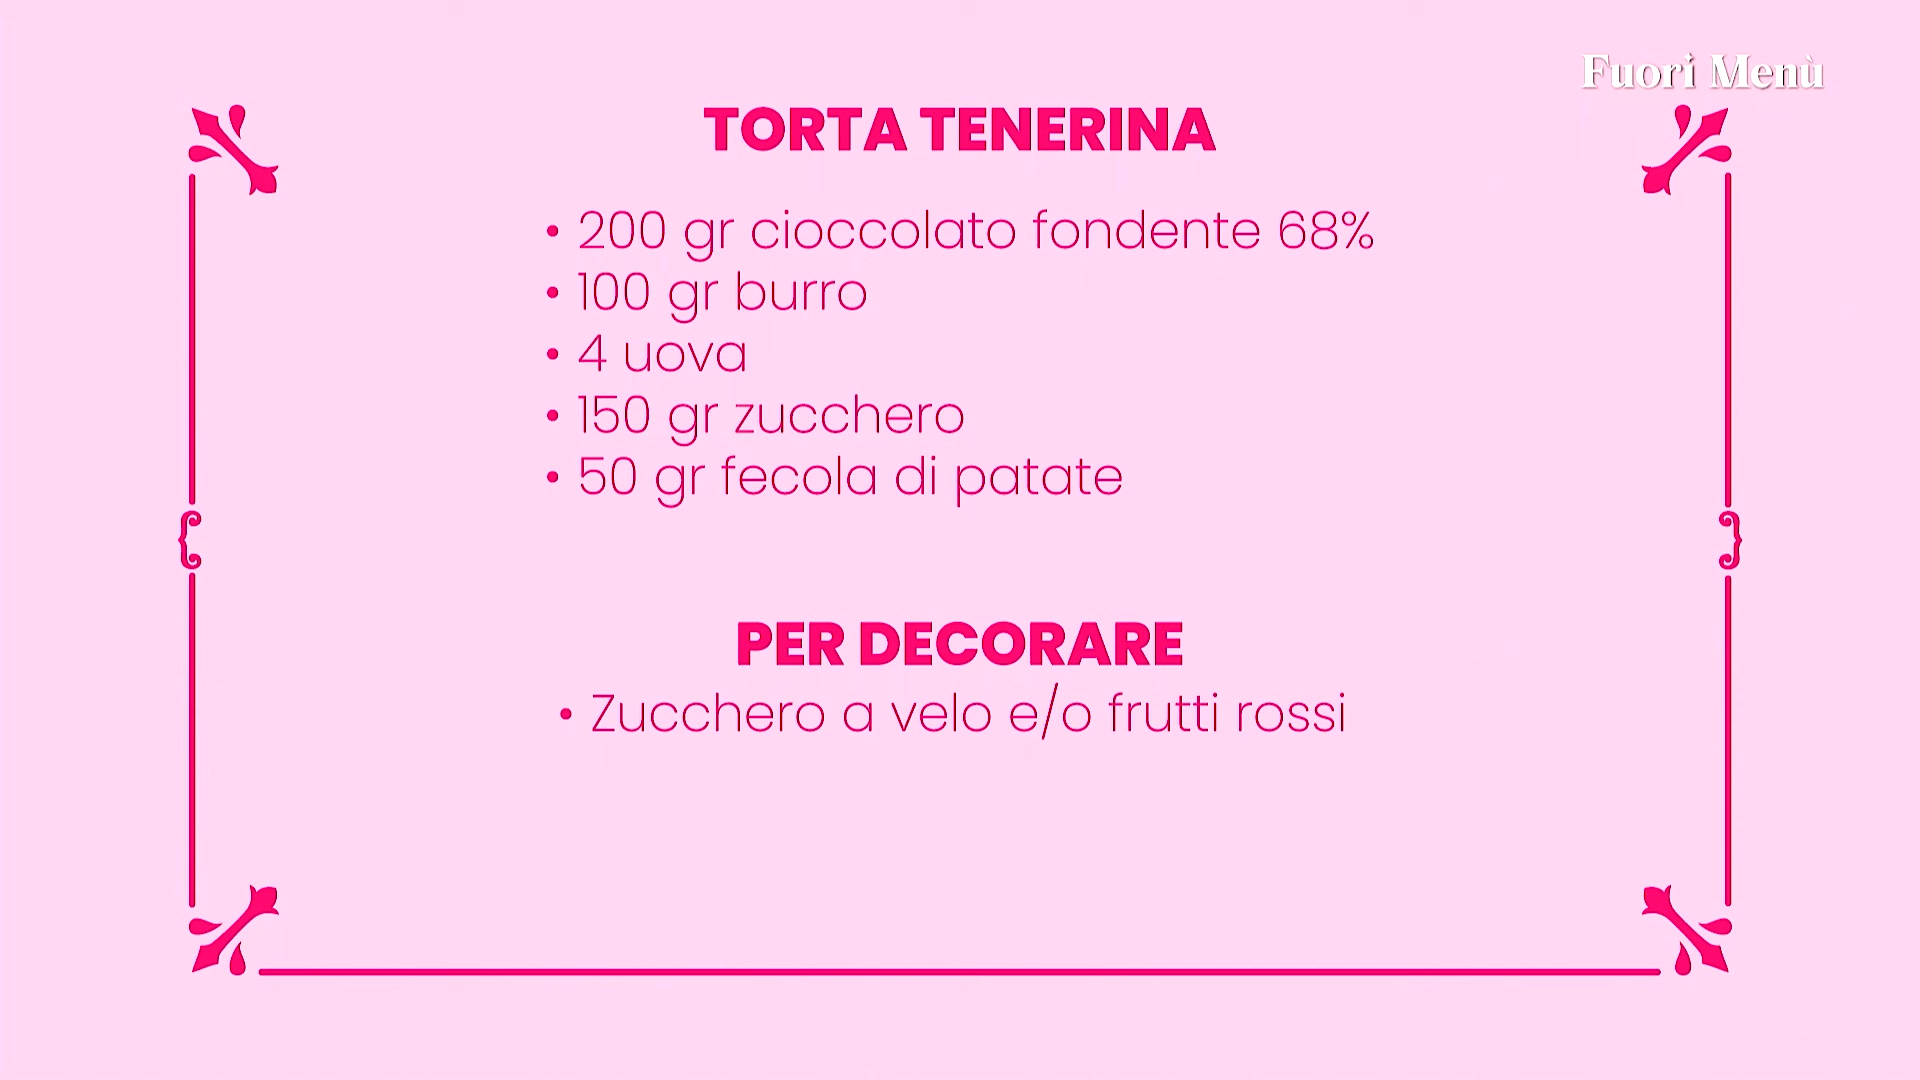 Fuori Menù
TORTA TENERINA
• 200 gr cioccolato fondente 68%
• 100 gr burro
• 4 uova
• 150 gr zucchero
• 50 gr fecola di patate
PER DECORARE
• Zucchero a velo e/o frutti rossi